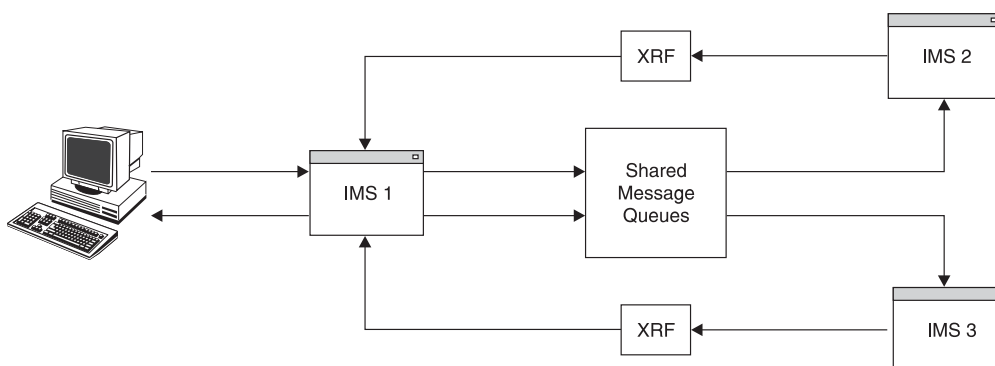 XRF
IMS 2
IMS 1
Shared
Message
Queues
XRF
IMS 3